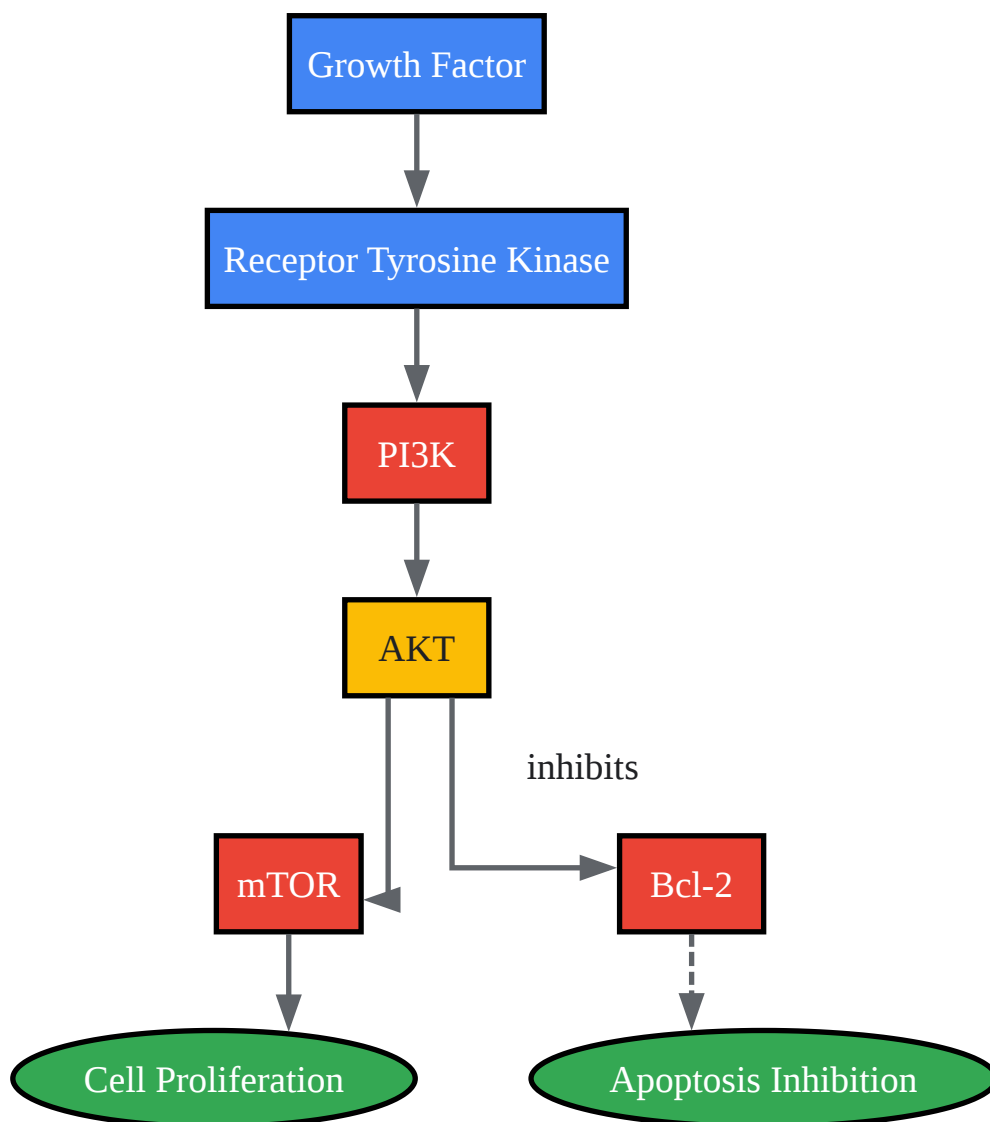 Growth Factor
Receptor Tyrosine Kinase
PI3K
AKT
inhibits
mTOR
Bcl-2
Cell Proliferation
Apoptosis Inhibition